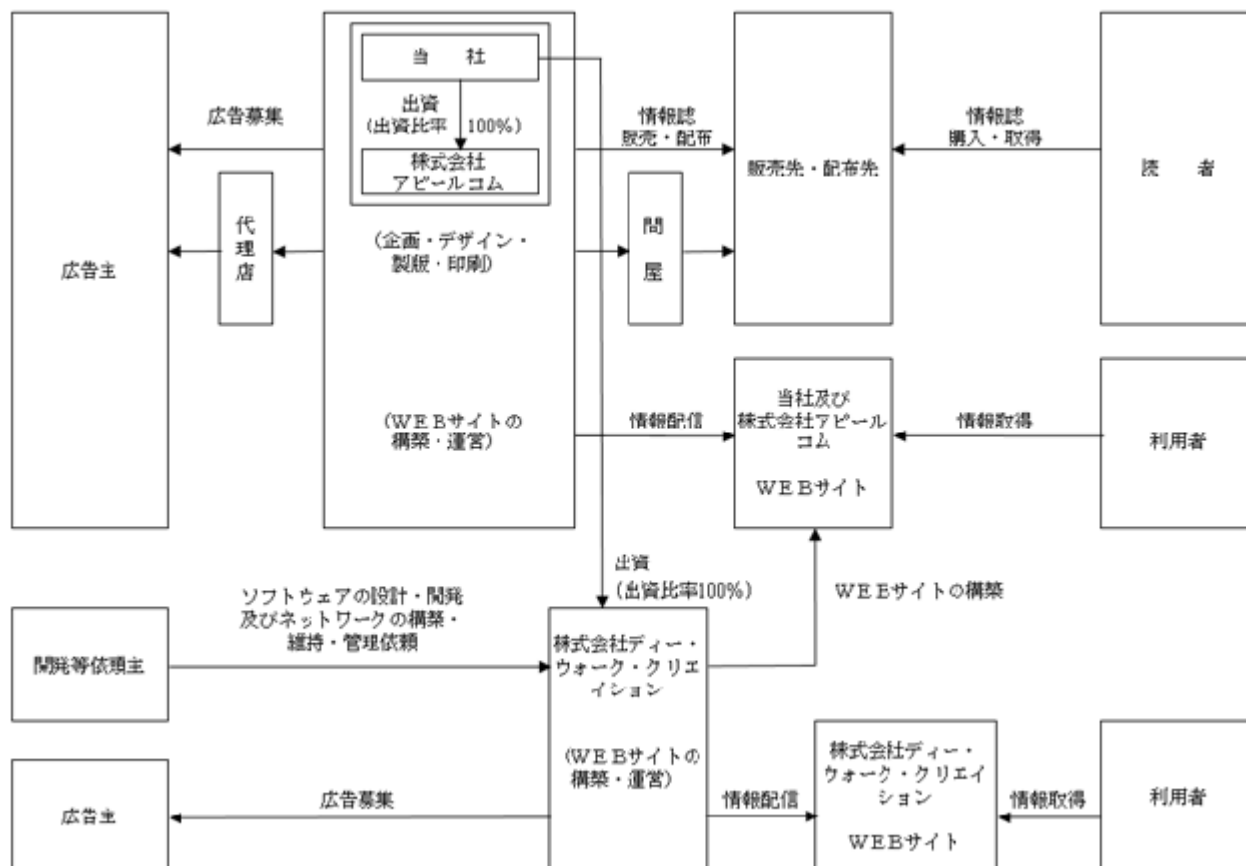 当　社
出資
（出資比率　100%）
株式会社
アピールコム
広告募集
情報誌
販売・配布
情報誌
購入・取得
販売先・配布先
読　者
代
理
店
（企画・デザイン・
製版・印刷）
問
屋
広告主
（ＷＥＢサイトの
構築・運営）
情報配信
当社及び
株式会社アピール
コム
ＷＥＢサイト
情報取得
利用者
出資
（出資比率100%）
ＷＥＢサイトの構築
ソフトウェアの設計・開発
及びネットワークの構築・
維持・管理依頼
開発等依頼主
株式会社ディー・
ウォーク・クリエ
イション
（ＷＥＢサイトの
構築・運営）
広告募集
広告主
情報配信
株式会社ディー・
ウォーク・クリエイ
ション
ＷＥＢサイト
情報取得
利用者